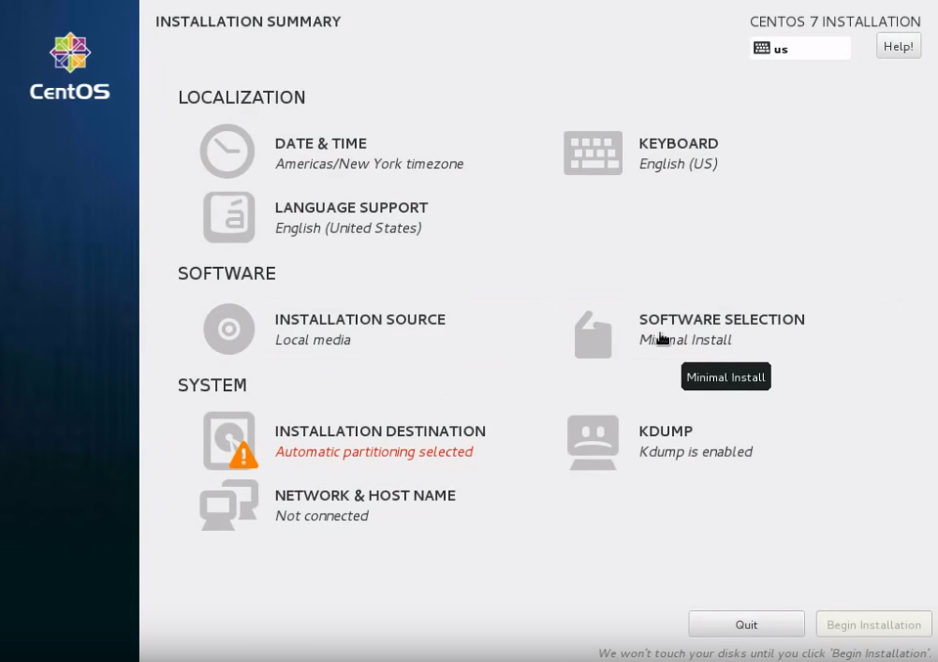 INSTALLATION SUMMARY
CENTOS 7 INSTALLATION
us
Help!
CentOS
LOCALIZATION
DATE & TIME
Americas/New York timezone
KEYBOARD
English (US)
LANGUAGE SUPPORT
English (United States)
á
SOFTWARE
INSTALLATION SOURCE
Local media
SOFTWARE SELECTION
Minimal Install
Minimal Install
SYSTEM
INSTALLATION DESTINATION
Automatic partitioning selected
KDUMP
Kdump is enabled
NETWORK & HOST NAME
Not connected
Quit
Begin Installation
We won't touch your disks until you click 'Begin Installation'.